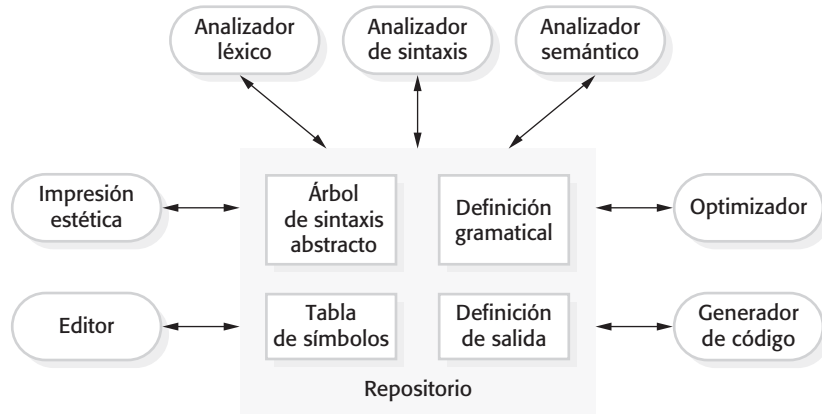 Analizador
léxico
Analizador
de sintaxis
Analizador
semántico
Impresión
estética
Árbol
de sintaxis
abstracto
Definición
gramatical
Optimizador
Editor
Tabla
de símbolos
Definición
de salida
Generador
de código
Repositorio